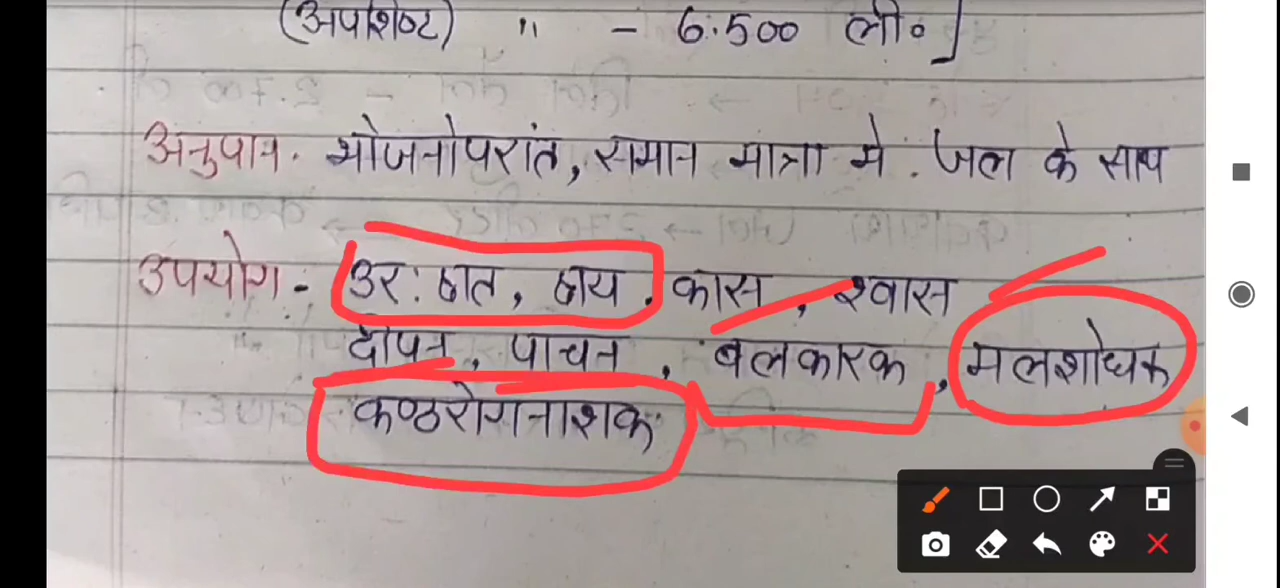 (अपशिष्ट) " - 6.500 ली०]
अनुपान. भोजनोपरांत, समान मात्रा मे. जल के साथ
उपयोग - उर: क्षत, क्षय, कास, श्वास
दीपन, पाचन, बलकारक, मलशोधक
कण्ठरोगनाशक